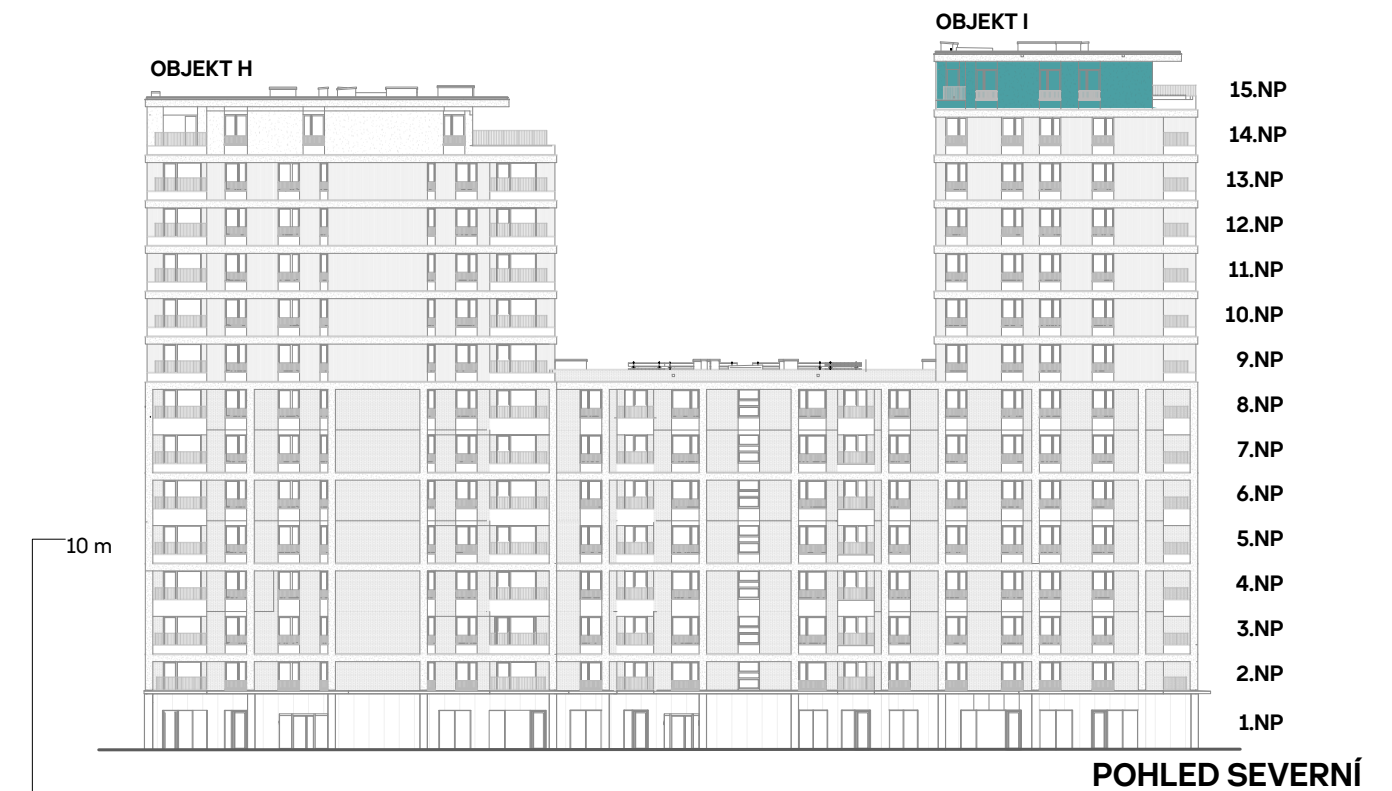 OBJEKT I
OBJEKT H
15.NP
14.NP
13.NP
12.NP
11.NP
10.NP
9.NP
8.NP
7.NP
6.NP
5.NP
10 m
4.NP
3.NP
2.NP
1.NP
POHLED SEVERNÍ